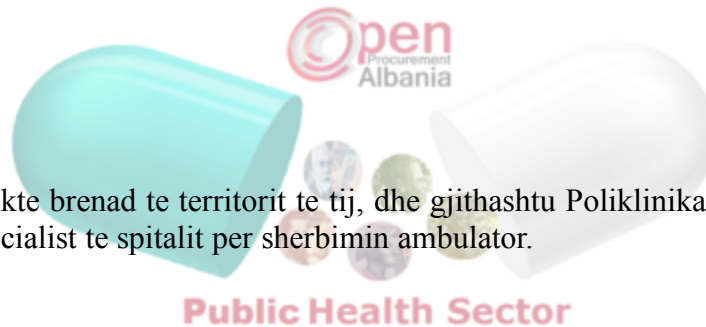 Open
Procurement
Albania
kte brenad te territorit te tij, dhe gjithashtu Poliklinika
cialist te spitalit per sherbimin ambulator.
Public Health Sector